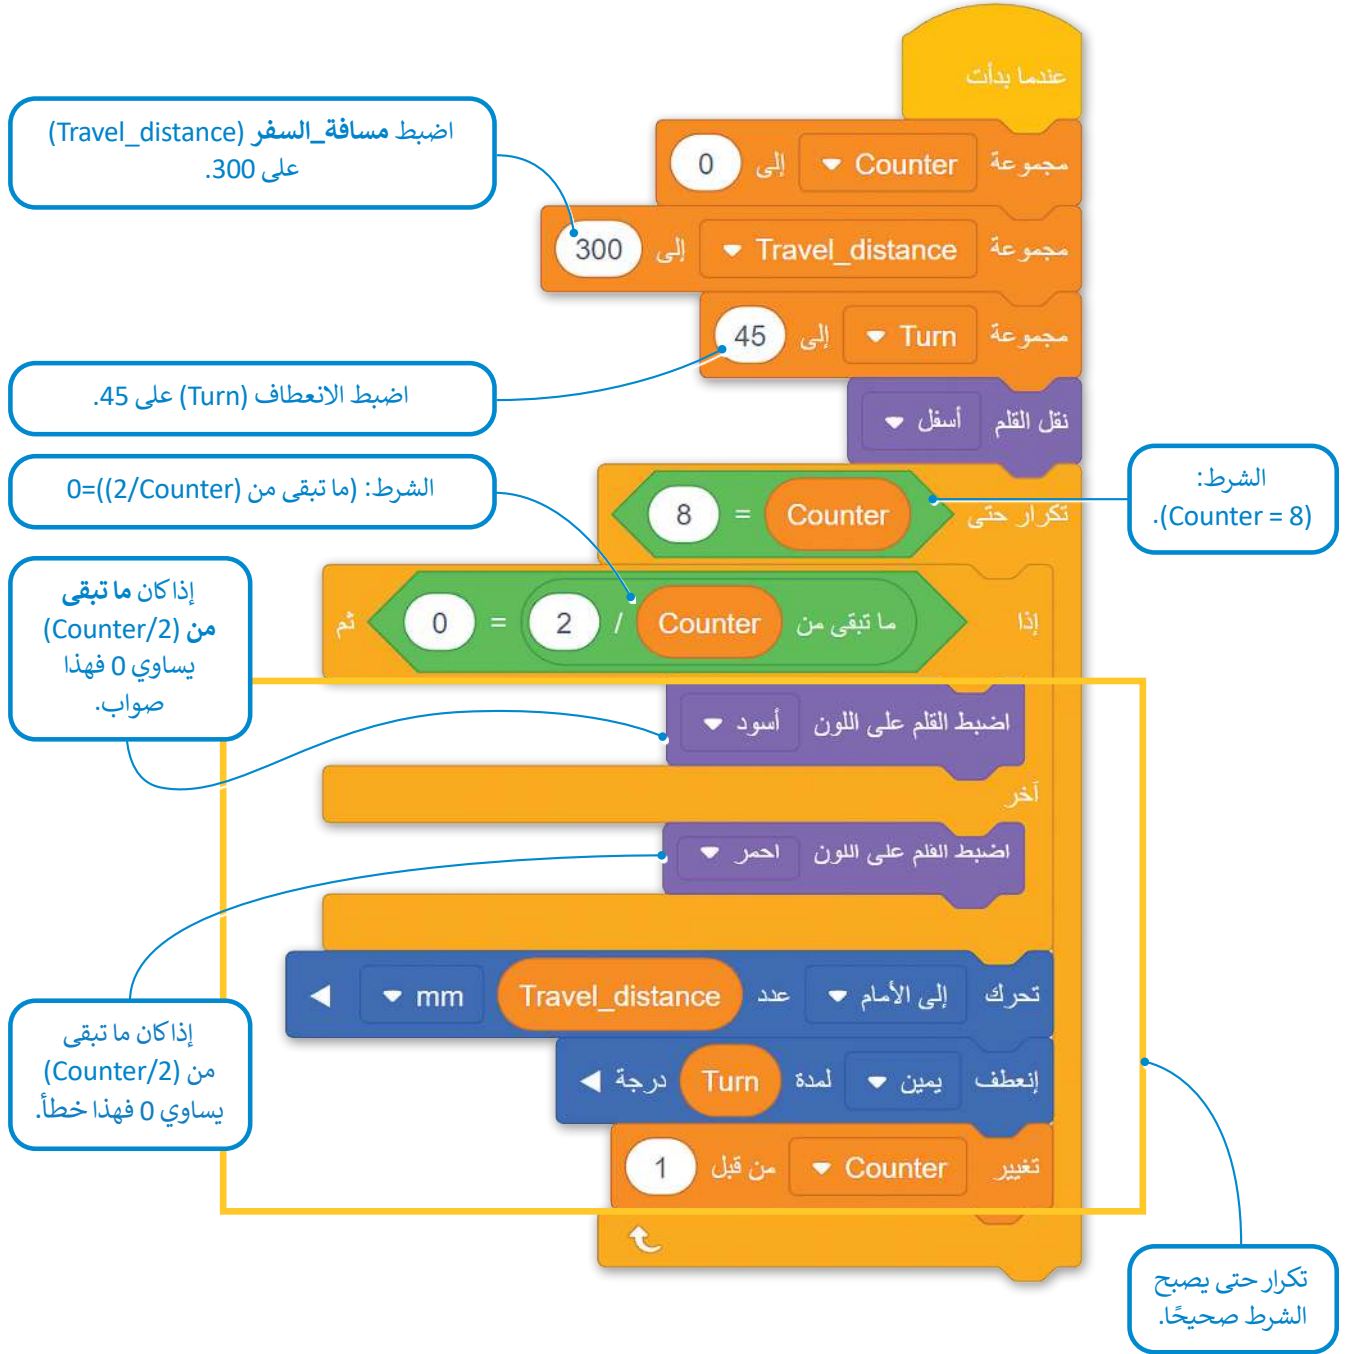 عندما بدأت
مجموعة Counter إلى 0
مجموعة Travel_distance إلى 300
مجموعة Turn إلى 45
نقل القلم أسفل
تكرار حتى Counter = 8
إذا ما تبقى من Counter / 2 = 0 ثم
اضبط القلم على اللون أسود
آخر
اضبط القلم على اللون احمر
تحرك إلى الأمام عدد Travel_distance mm
إنعطف يمين لمدة Turn درجة
تغيير Counter من قبل 1
اضبط مسافة_السفر (Travel_distance)
على 300.
اضبط الانعطاف (Turn) على 45.
الشرط: (ما تبقى من (Counter/2))=0
الشرط:
(Counter = 8).
إذا كان ما تبقى
من (Counter/2)
يساوي 0 فهذا
صواب.
إذا كان ما تبقى
من (Counter/2)
يساوي 0 فهذا خطأ.
تكرار حتى يصبح
الشرط صحيحًا.